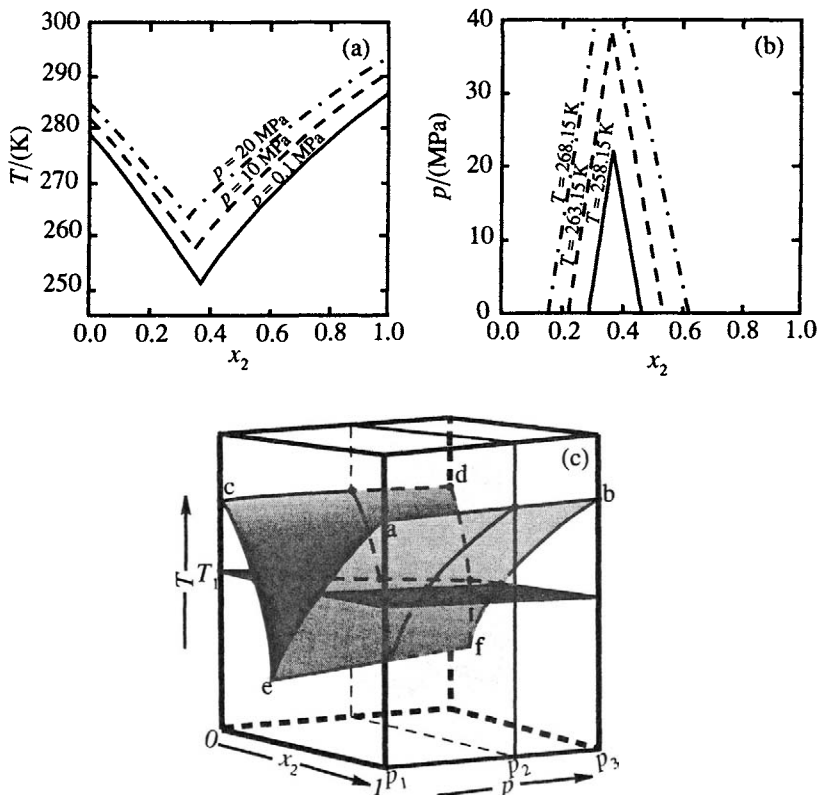 (a)
T/(K)
300
290
280
270
260
250
p = 20 MPa
p = 10 MPa
p = 0.1 MPa
0.0 0.2 0.4 0.6 0.8 1.0
x₂
(b)
p/(MPa)
40
30
20
10
0
T = 268.15 K
T = 263.15 K
T = 258.15 K
0.0 0.2 0.4 0.6 0.8 1.0
x₂
(c)
c
d
a
b
T
T₁
e
f
0
x₂
1
p₁
p
p₂
p₃